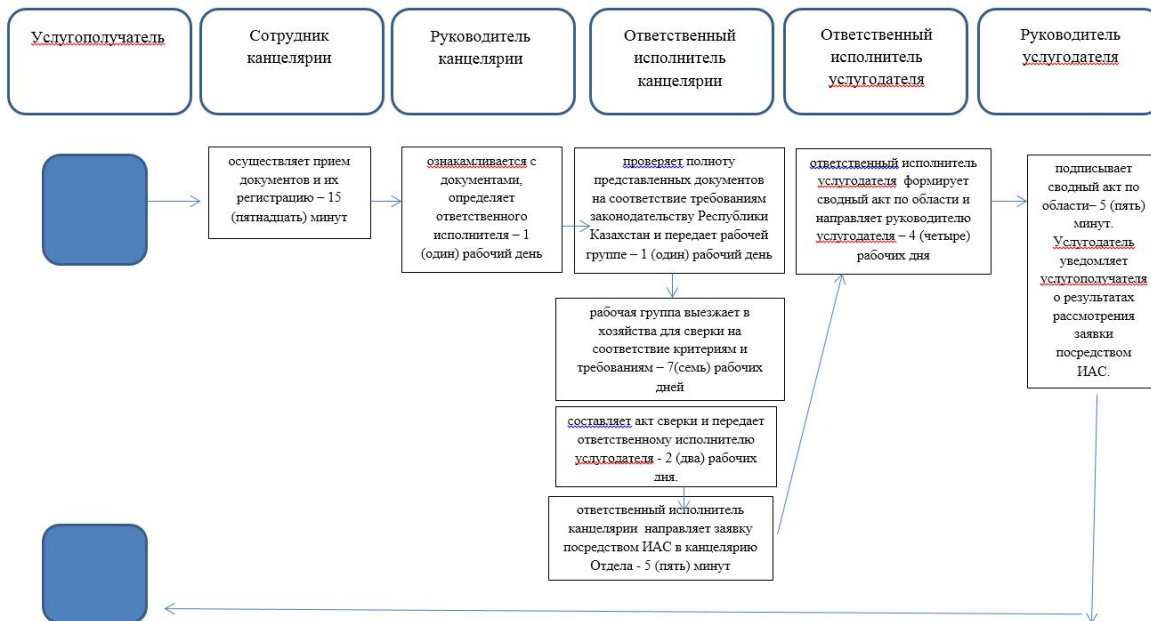 Услугополучатель
Сотрудник
канцелярии
Руководитель
канцелярии
Ответственный
исполнитель
канцелярии
Ответственный
исполнитель
услугодателя
Руководитель
услугодателя
осуществляет прием
документов и их
регистрацию – 15
(пятнадцать) минут
ознакамливается с
документами,
определяет
ответственного
исполнителя – 1
(один) рабочий день
проверяет полноту
представленных документов
на соответствие требованиям
законодательству Республики
Казахстан и передает рабочей
группе – 1 (один) рабочий день
рабочая группа выезжает в
хозяйства для сверки на
соответствие критериям и
требованиям – 7(семь) рабочих
дней
составляет акт сверки и передает
ответственному исполнителю
услугодателя - 2 (два) рабочих
дня.
ответственный исполнитель
канцелярии направляет заявку
посредством ИАС в канцелярию
Отдела - 5 (пять) минут
ответственный исполнитель
услугодателя формирует
сводный акт по области и
направляет руководителю
услугодателя – 4 (четыре)
рабочих дня
подписывает
сводный акт по
области– 5 (пять)
минут.
Услугодатель
уведомляет
услугополучателя
о результатах
рассмотрения
заявки
посредством
ИАС.